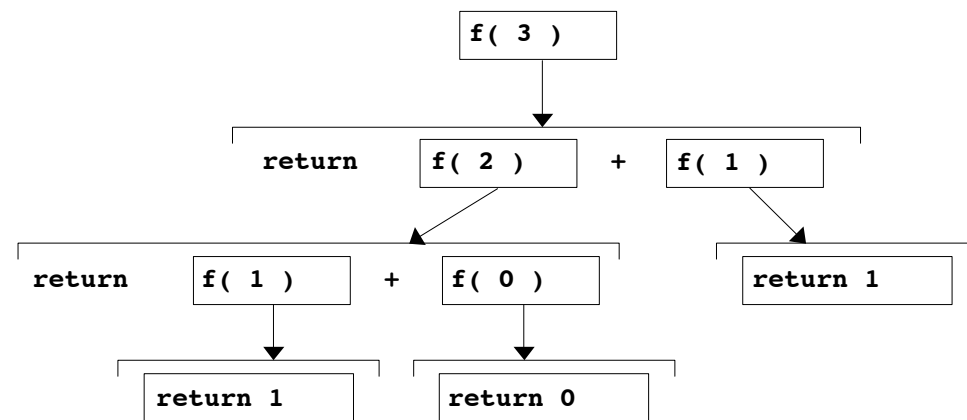 f( 3 )
return f( 2 ) + f( 1 )
return f( 1 ) + f( 0 ) return 1
return 1 return 0